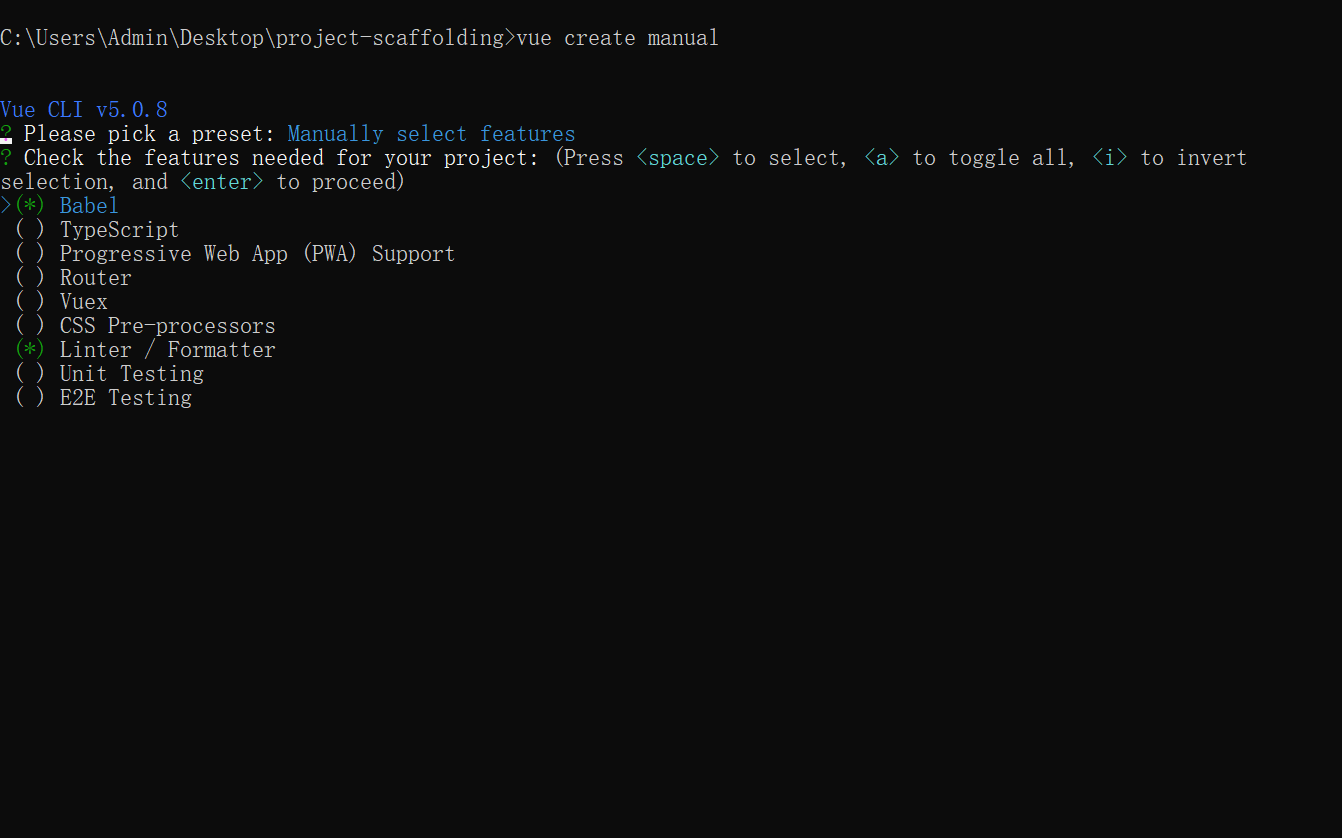 C:\Users\Admin\Desktop\project-scaffolding>vue create manual
Vue CLI v5.0.8
? Please pick a preset: Manually select features
? Check the features needed for your project: (Press <space> to select, <a> to toggle all, <i> to invert
selection, and <enter> to proceed)
>(*) Babel
( ) TypeScript
( ) Progressive Web App (PWA) Support
( ) Router
( ) Vuex
( ) CSS Pre-processors
(*) Linter / Formatter
( ) Unit Testing
( ) E2E Testing